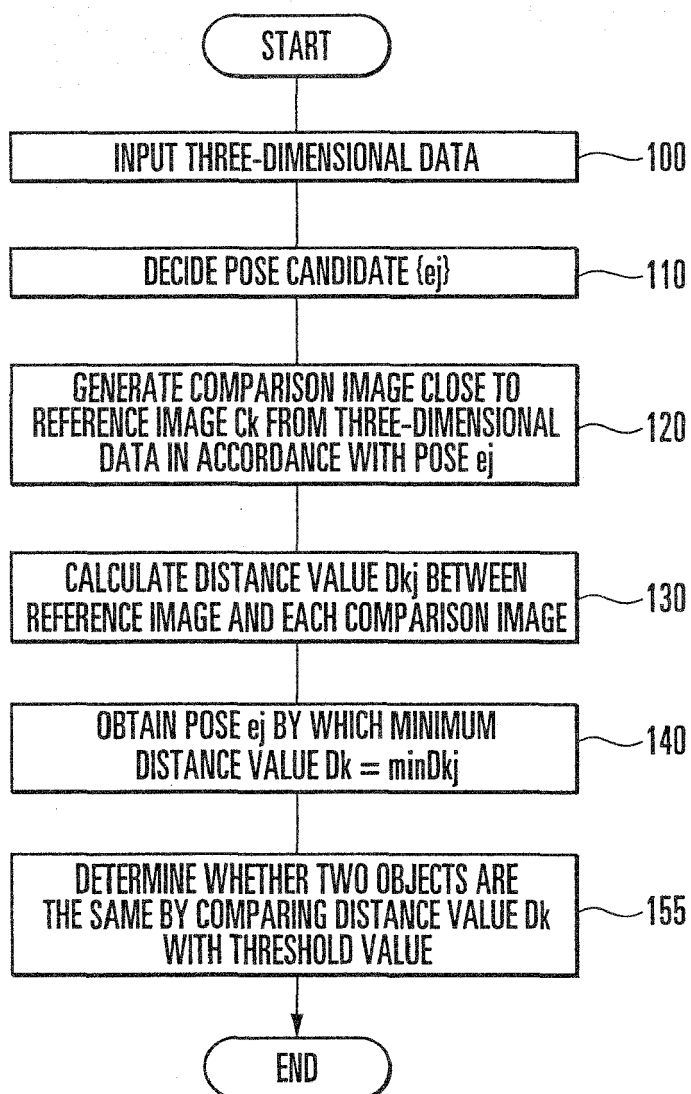 START
INPUT THREE-DIMENSIONAL DATA
100
DECIDE POSE CANDIDATE {ej}
110
GENERATE COMPARISON IMAGE CLOSE TO
REFERENCE IMAGE Ck FROM THREE-DIMENSIONAL
DATA IN ACCORDANCE WITH POSE ej
120
CALCULATE DISTANCE VALUE Dkj BETWEEN
REFERENCE IMAGE AND EACH COMPARISON IMAGE
130
OBTAIN POSE ej BY WHICH MINIMUM
DISTANCE VALUE Dk = minDkj
140
DETERMINE WHETHER TWO OBJECTS ARE
THE SAME BY COMPARING DISTANCE VALUE Dk
WITH THRESHOLD VALUE
155
END